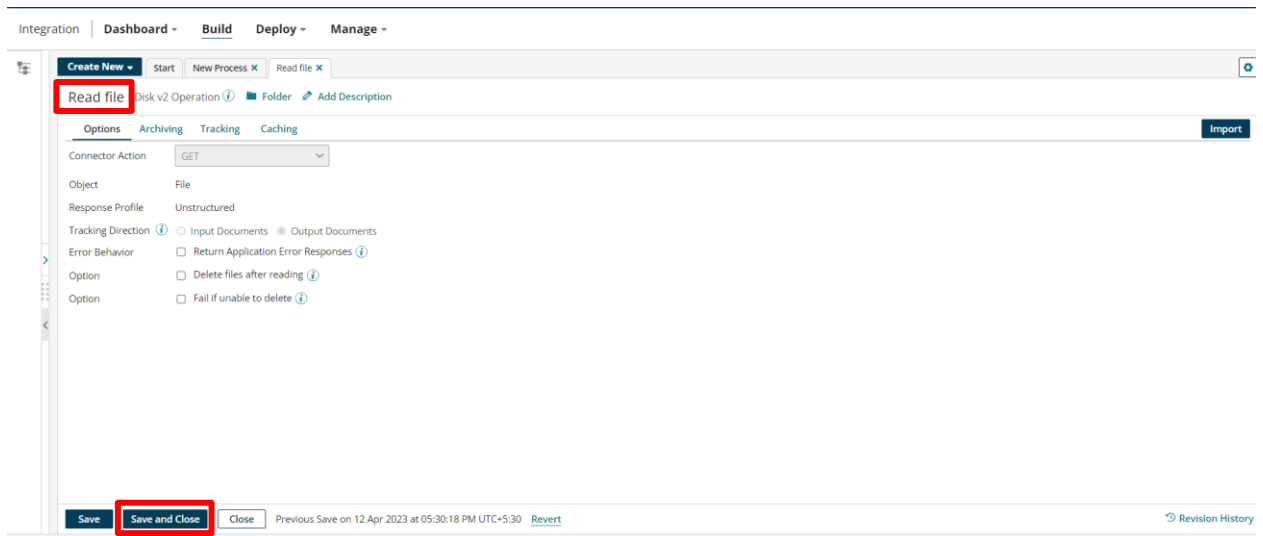 Integration Dashboard Build Deploy Manage
Create New Start New Process Read file
Read file Disk v2 Operation Folder Add Description
Options Archiving Tracking Caching Import
Connector Action GET
Object File
Response Profile Unstructured
Tracking Direction Input Documents Output Documents
Error Behavior Return Application Error Responses
Option Delete files after reading
Option Fail if unable to delete
Save Save and Close Close Previous Save on 12 Apr 2023 at 05:30:18 PM UTC+5:30 Revert Revision History